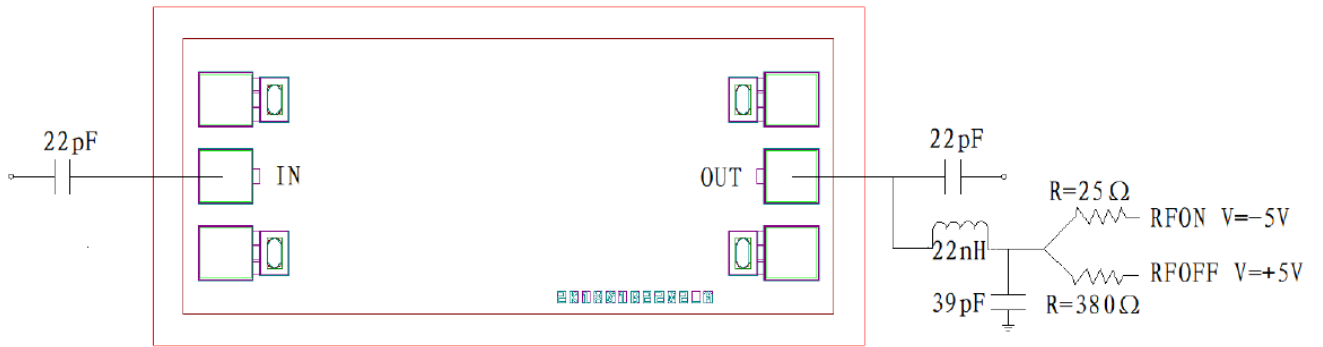 22pF
IN
OUT
22pF
R=25Ω
RFON V=-5V
22nH
RFOFF V=+5V
39pF
R=380Ω